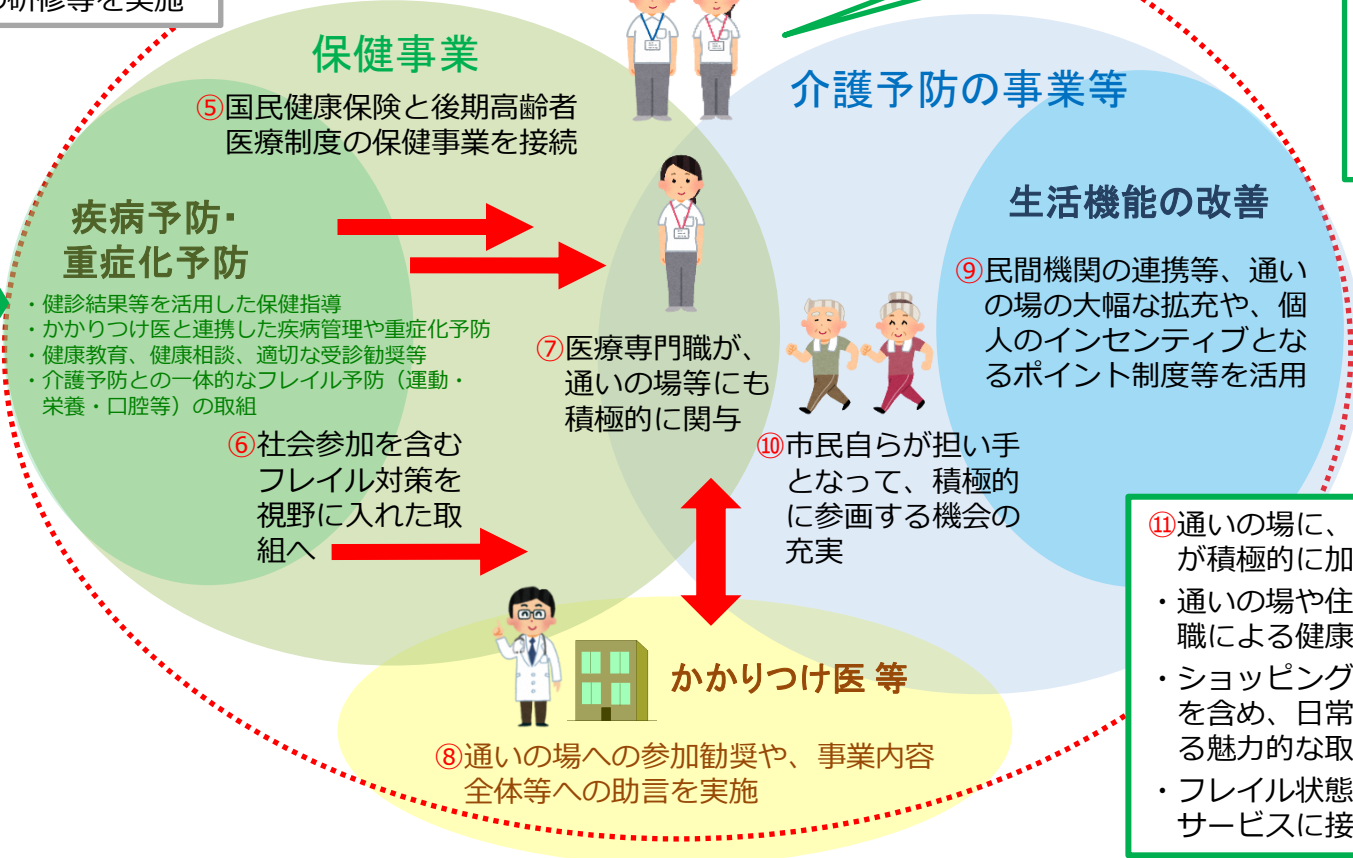 の研修等を実施
保健事業
⑤国民健康保険と後期高齢者
医療制度の保健事業を接続
介護予防の事業等
疾病予防・
重症化予防
・健診結果等を活用した保健指導
・かかりつけ医と連携した疾病管理や重症化予防
・健康教育、健康相談、適切な受診勧奨等
・介護予防との一体的なフレイル予防（運動・
栄養・口腔等）の取組
生活機能の改善
⑨民間機関の連携等、通い
の場の大幅な拡充や、個
人のインセンティブとな
るポイント制度等を活用
⑦医療専門職が、
通いの場等にも
積極的に関与
⑥社会参加を含む
フレイル対策を
視野に入れた取
組へ
⑩市民自らが担い手
となって、積極的
に参画する機会の
充実
かかりつけ医 等
⑧通いの場への参加勧奨や、事業内容
全体等への助言を実施
⑪通いの場に、
が積極的に加
・通いの場や住
職による健康
・ショッピング
を含め、日常
る魅力的な取
・フレイル状態
サービスに接